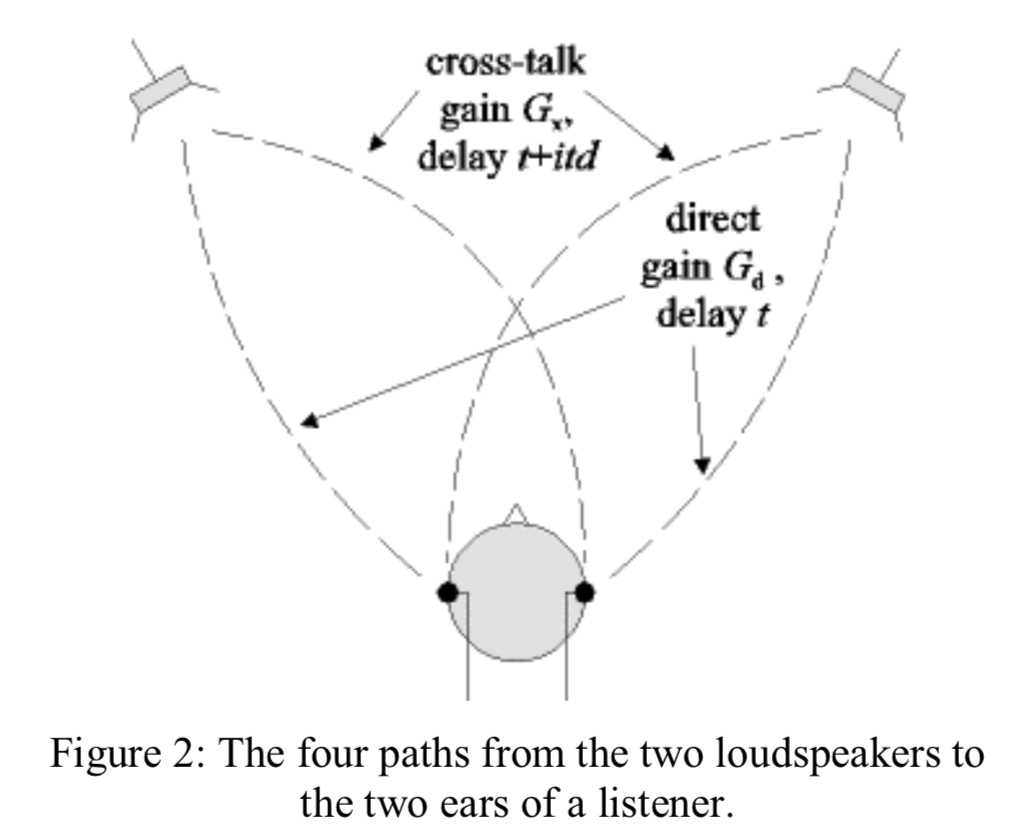 cross-talk
gain Gₓ,
delay t+itd
direct
gain G_d ,
delay t
Figure 2: The four paths from the two loudspeakers to
the two ears of a listener.